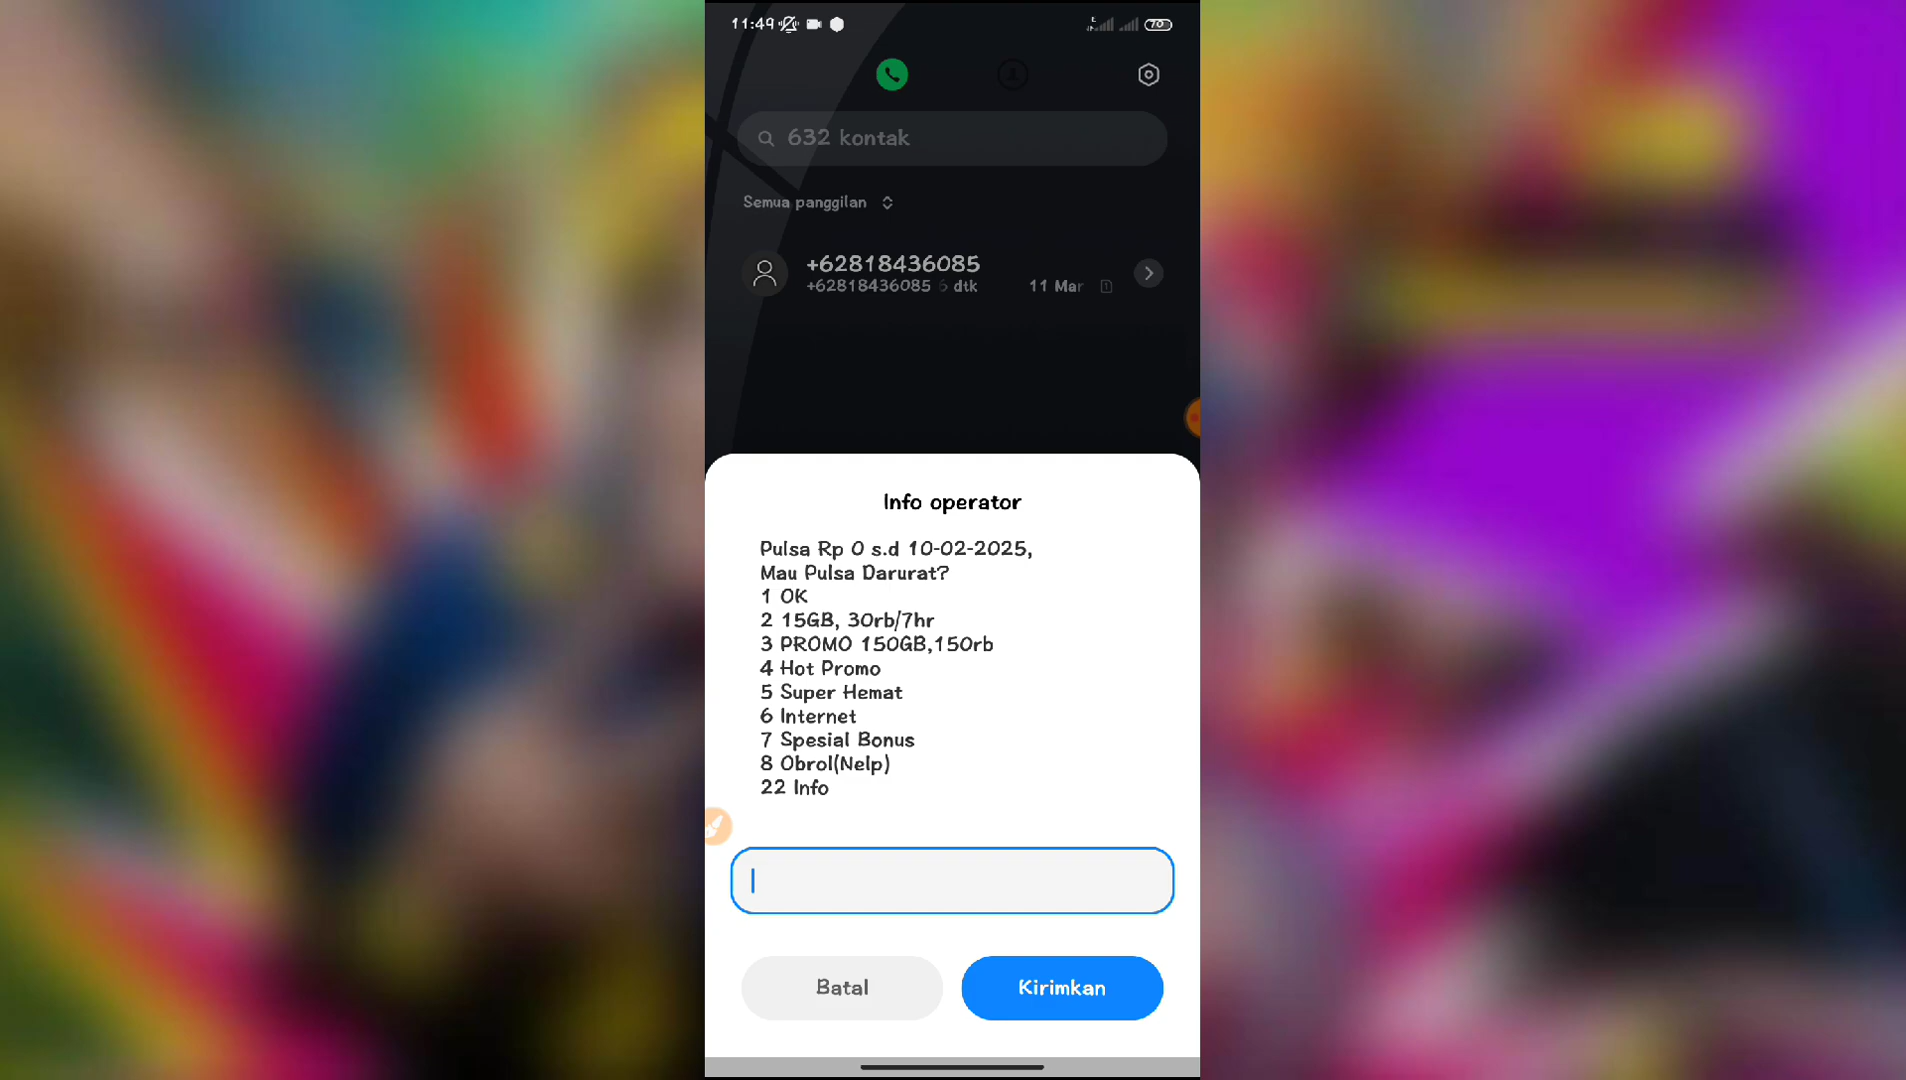 11:49
70
632 kontak
Semua panggilan
+62818436085
+62818436085 6 dtk 11 Mar
Info operator
Pulsa Rp 0 s.d 10-02-2025,
Mau Pulsa Darurat?
1 OK
2 15GB, 30rb/7hr
3 PROMO 150GB,150rb
4 Hot Promo
5 Super Hemat
6 Internet
7 Spesial Bonus
8 Obrol(Nelp)
22 Info
Batal Kirimkan